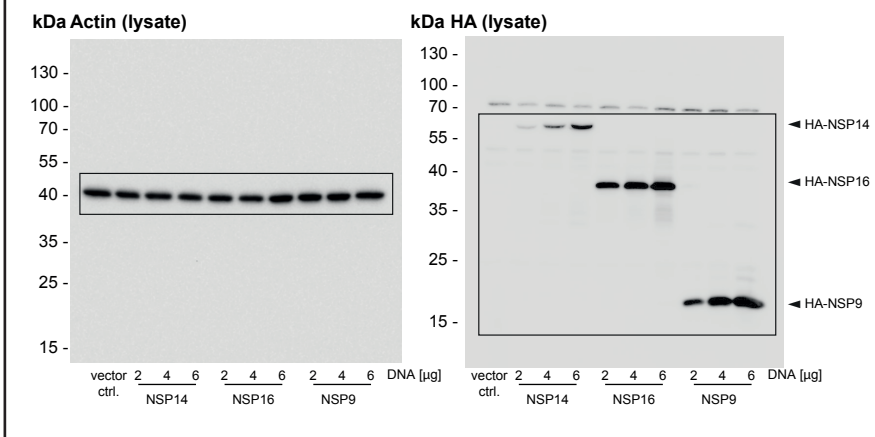 kDa Actin (lysate)
130 -
100 -
70 -
55 -
40 -
35 -
25 -
15 -
vector 2 4 6 2 4 6 2 4 6 DNA [µg]
ctrl. NSP14 NSP16 NSP9
kDa HA (lysate)
130 -
100 -
70 -
55 -
40 -
35 -
25 -
15 -
◄ HA-NSP14
◄ HA-NSP16
◄ HA-NSP9
vector 2 4 6 2 4 6 2 4 6 DNA [µg]
ctrl. NSP14 NSP16 NSP9